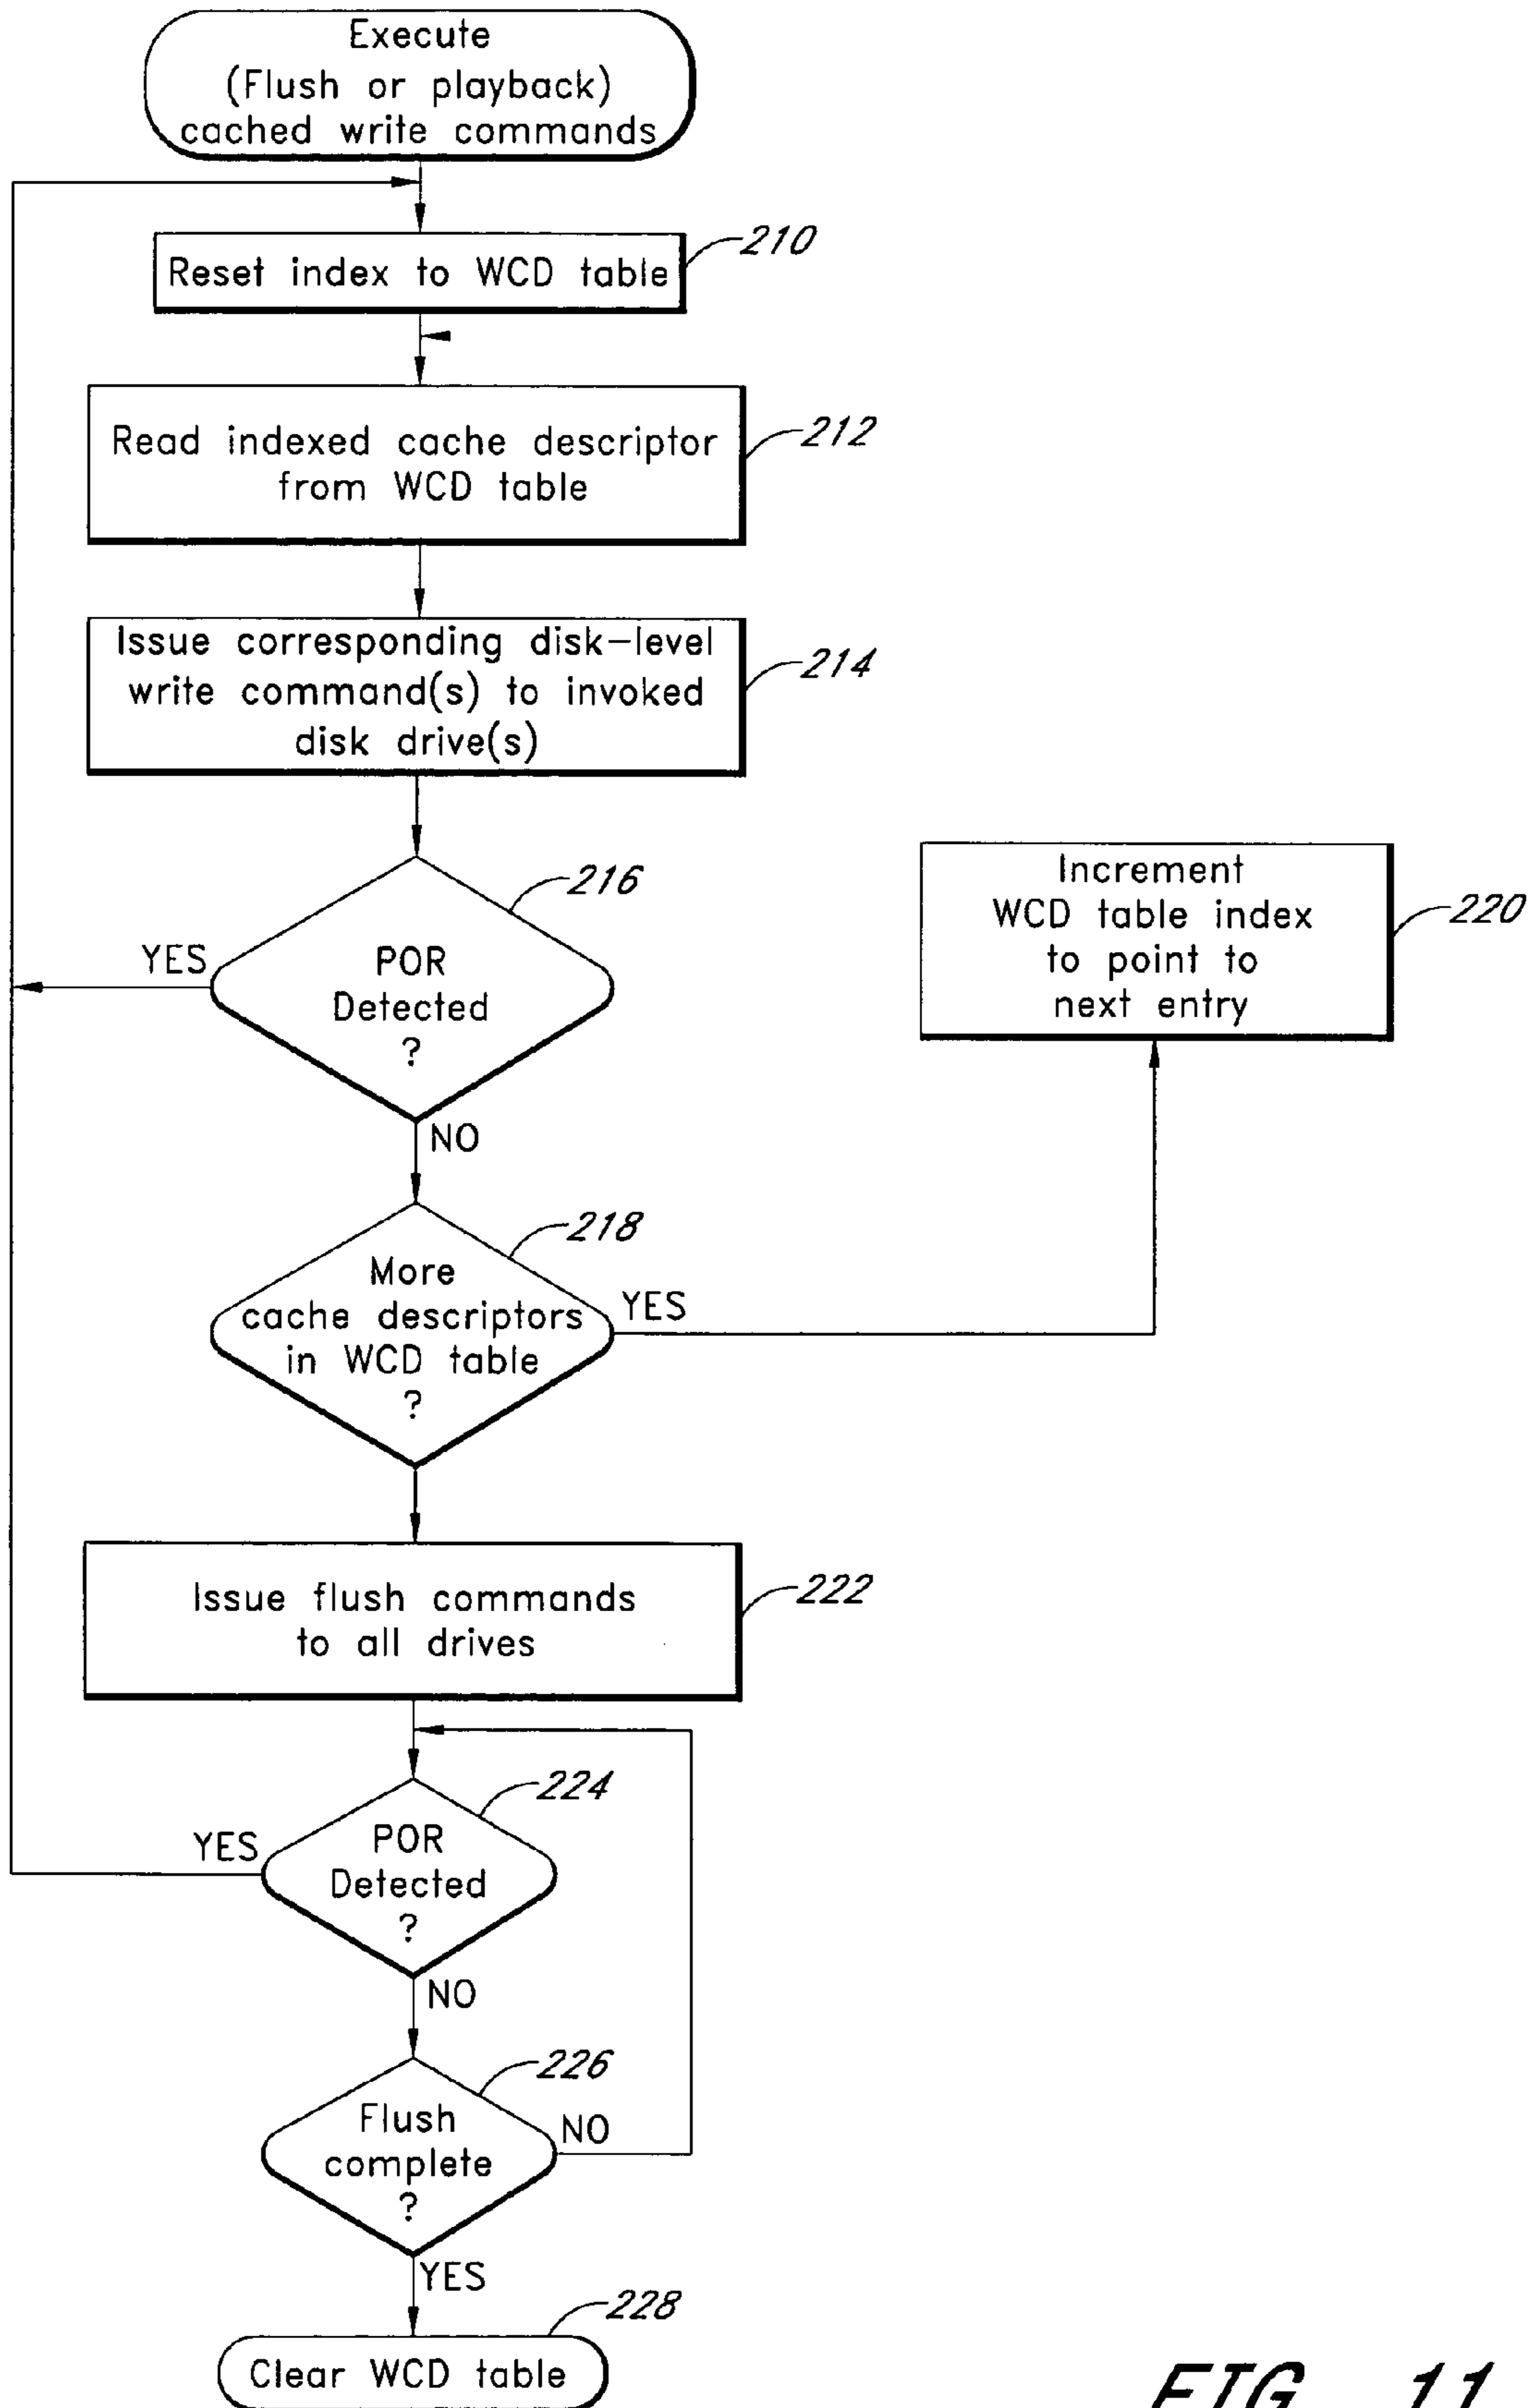 Execute
(Flush or playback)
cached write commands
Reset index to WCD table
210
Read indexed cache descriptor
from WCD table
212
Issue corresponding disk-level
write command(s) to invoked
disk drive(s)
214
POR
Detected
?
216
YES
NO
Increment
WCD table index
to point to
next entry
220
More
cache descriptors
in WCD table
?
218
YES
Issue flush commands
to all drives
222
POR
Detected
?
224
YES
NO
Flush
complete
?
226
NO
YES
Clear WCD table
228
FIG. 11